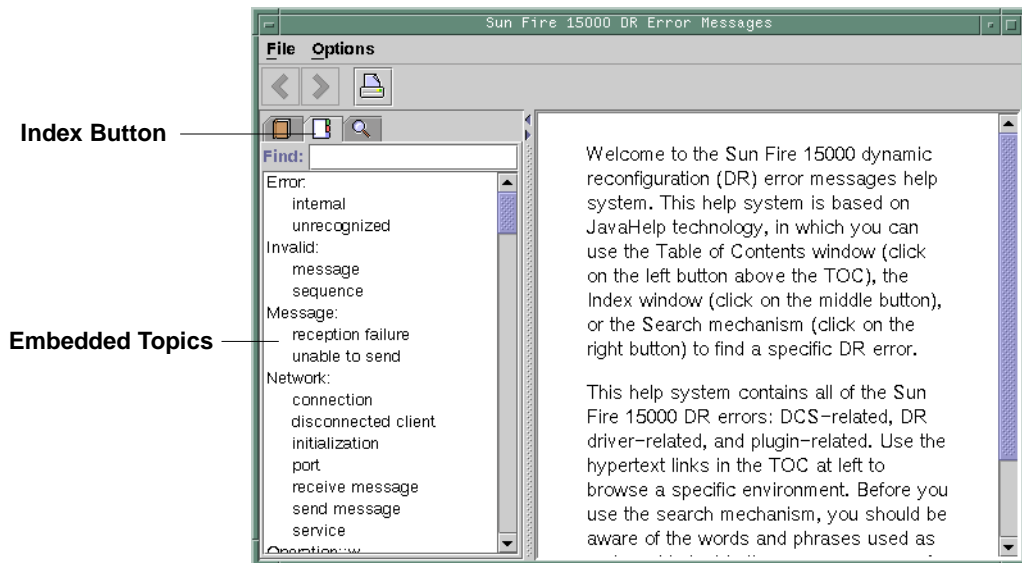 Sun Fire 15000 DR Error Messages
File Options
Index Button
Find:
Error:
internal
unrecognized
Invalid:
message
sequence
Embedded Topics
Message:
reception failure
unable to send
Network:
connection
disconnected client
initialization
port
receive message
send message
service
Welcome to the Sun Fire 15000 dynamic
reconfiguration (DR) error messages help
system. This help system is based on
JavaHelp technology, in which you can
use the Table of Contents window (click
on the left button above the TOC), the
Index window (click on the middle button),
or the Search mechanism (click on the
right button) to find a specific DR error.
This help system contains all of the Sun
Fire 15000 DR errors: DCS-related, DR
driver-related, and plugin-related. Use the
hypertext links in the TOC at left to
browse a specific environment. Before you
use the search mechanism, you should be
aware of the words and phrases used as